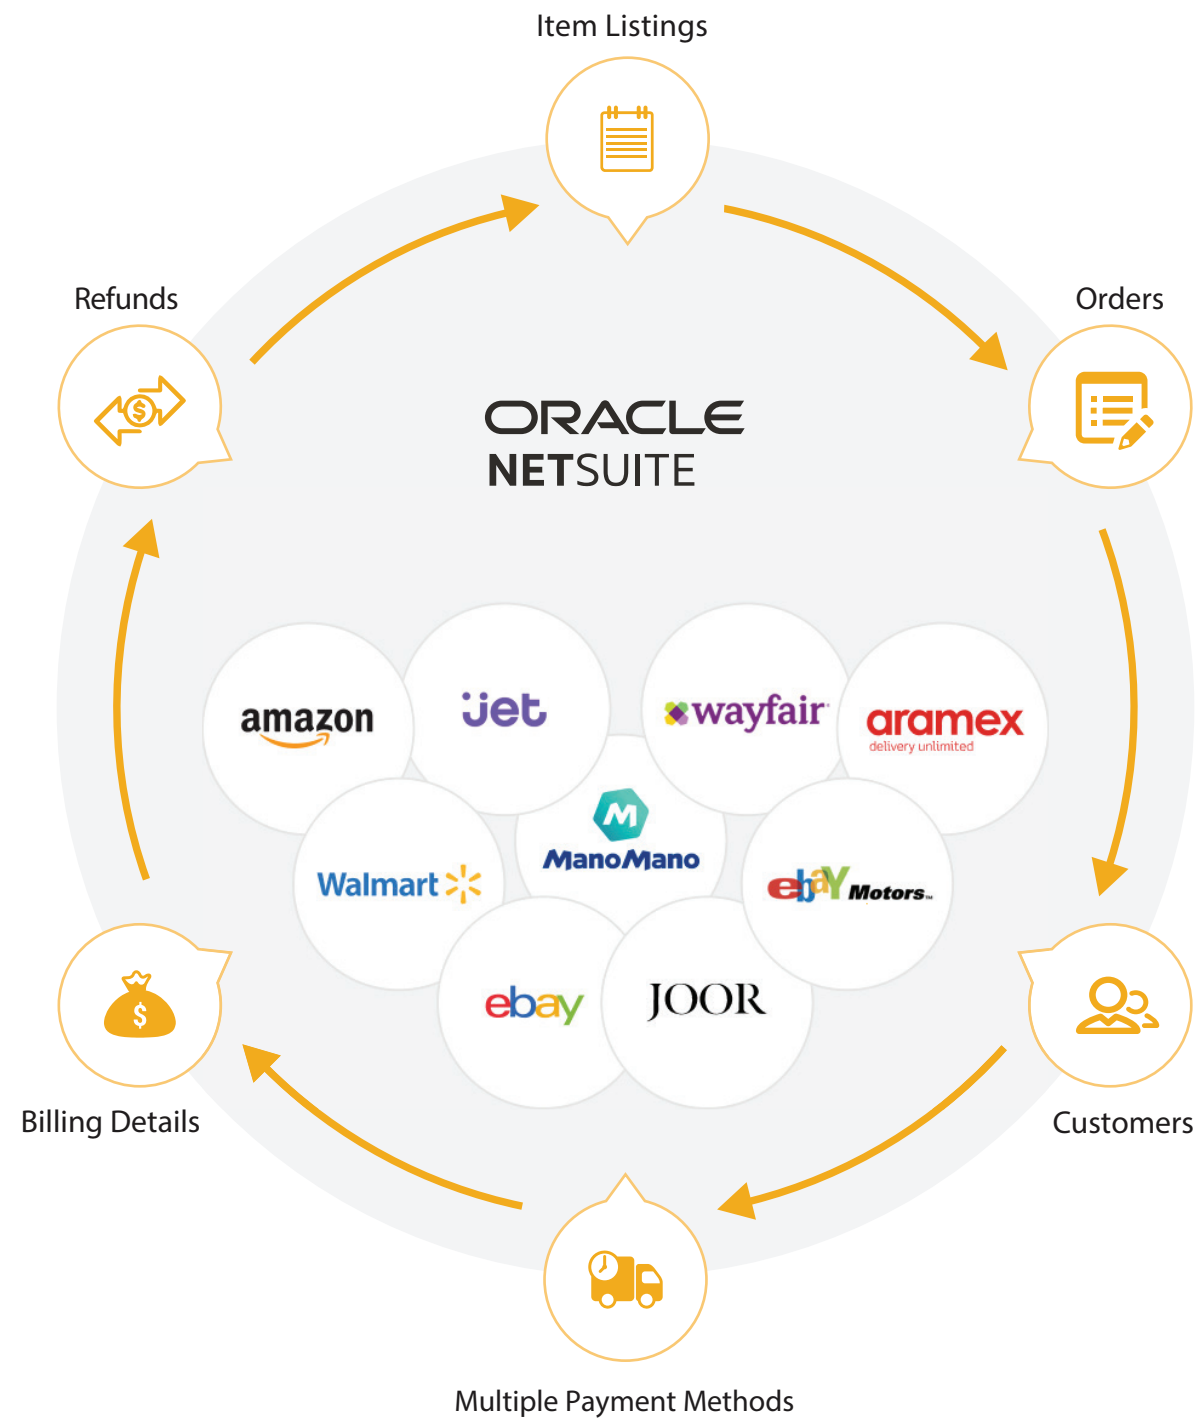 Item Listings
Refunds
Orders
$
ORACLE
NETSUITE
jet
wayfair
amazon
aramex
delivery unlimited
M
ManoMano
Walmart
ebay Motors™
ebay
JOOR
$
Billing Details
Customers
Multiple Payment Methods